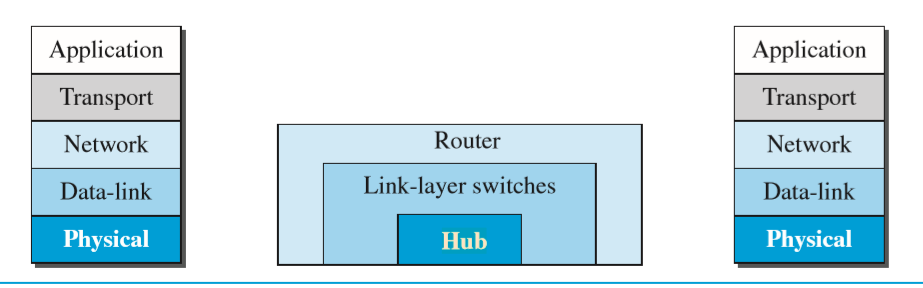 Application
Transport
Network
Data-link
Physical
Router
Link-layer switches
Hub
Application
Transport
Network
Data-link
Physical